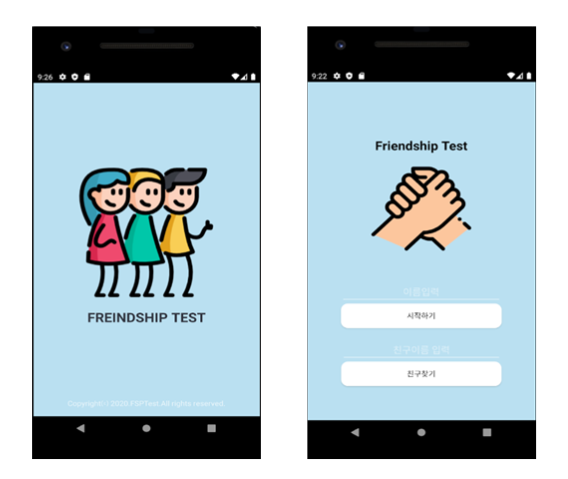 9:26
FREINDSHIP TEST
Copyright(c) 2020.FSPTest.All rights reserved
9:22
Friendship Test
이름입력
시작하기
친구이름 입력
친구찾기